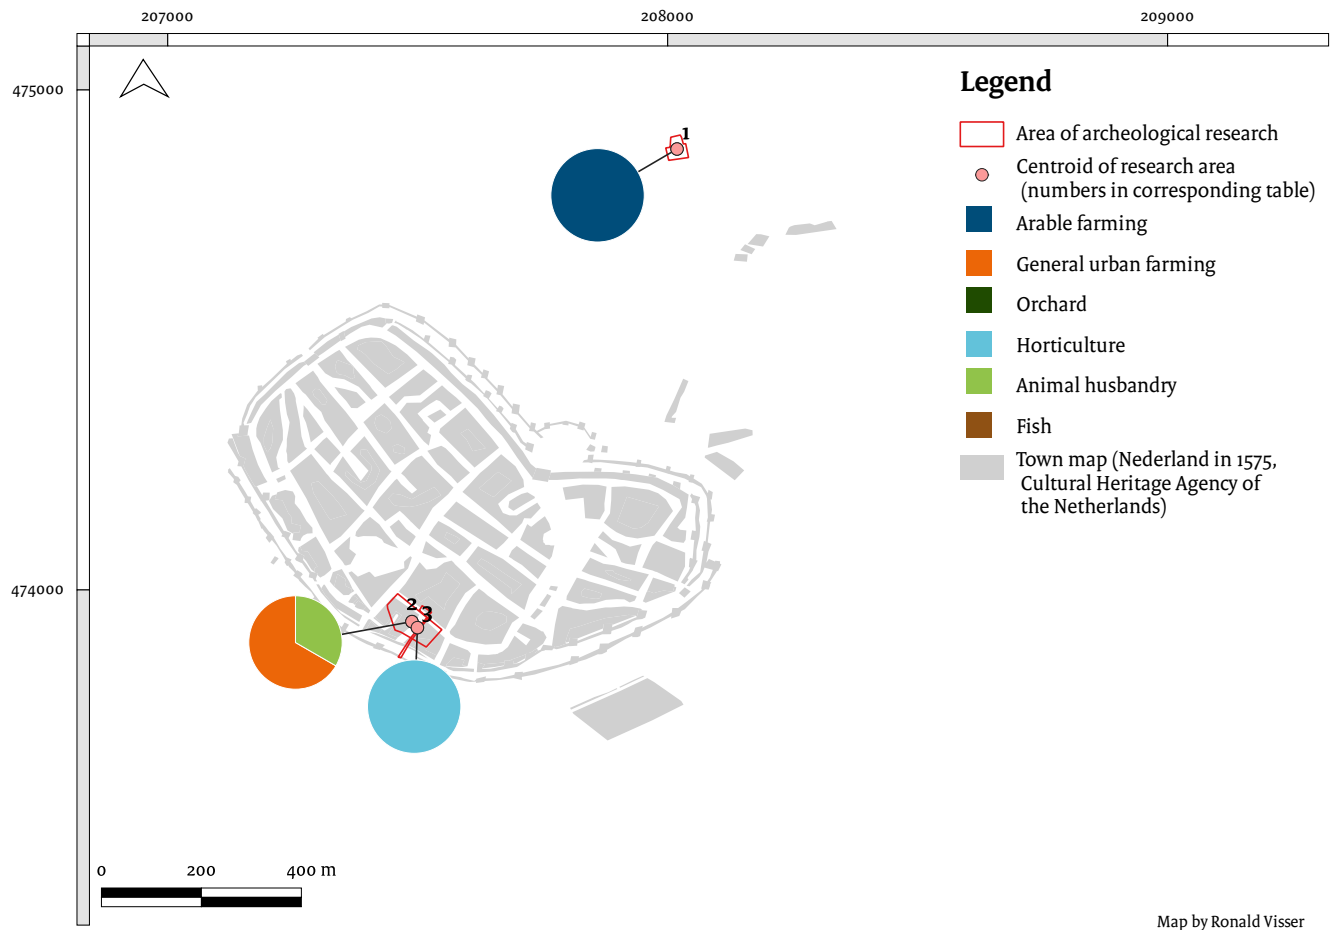 207000 208000 209000
475000
474000
1
2
3
Legend
Area of archeological research
Centroid of research area
(numbers in corresponding table)
Arable farming
General urban farming
Orchard
Horticulture
Animal husbandry
Fish
Town map (Nederland in 1575,
Cultural Heritage Agency of
the Netherlands)
0 200 400 m
Map by Ronald Visser